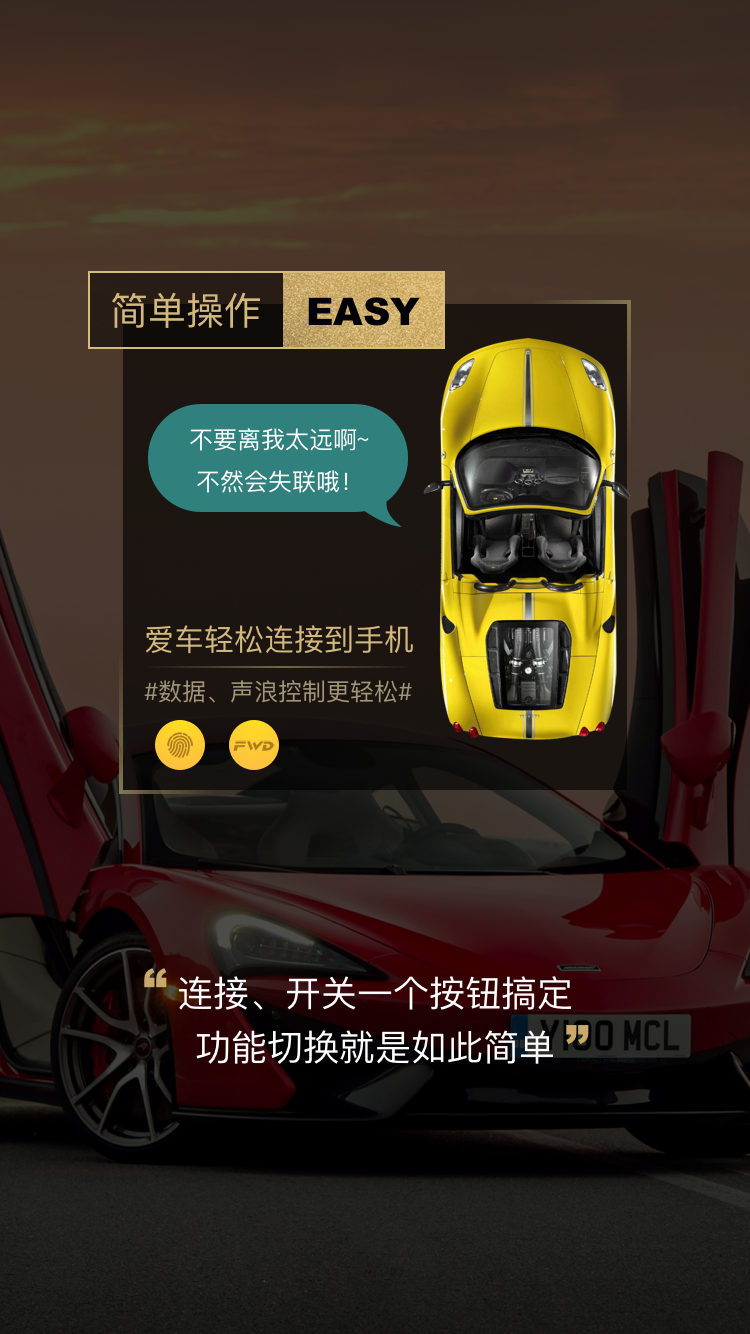 简单操作 EASY
不要离我太远啊~
不然会失联哦!
爱车轻松连接到手机
#数据、声浪控制更轻松#
FWD
“连接、开关一个按钮搞定
功能切换就是如此简单”
Y100 MCL